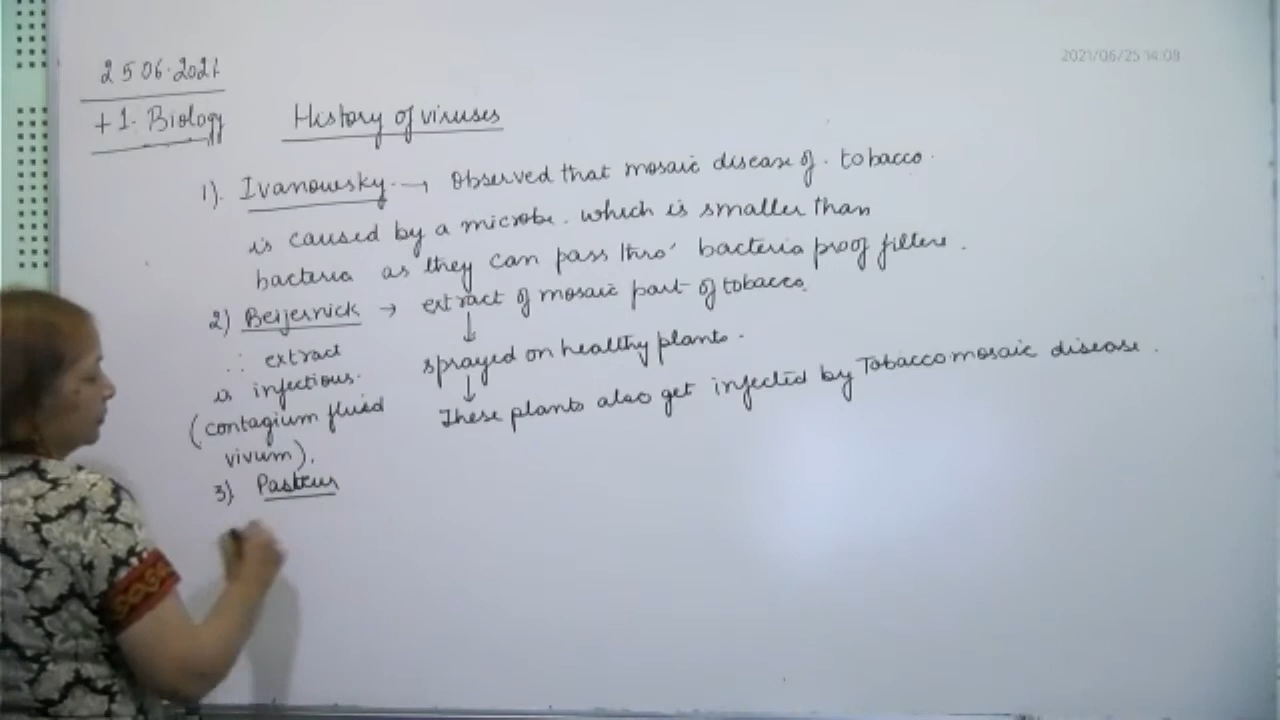 25 06.2021
2021/06/25 14:09
+1. Biology
History of viruses
1). Ivanowsky. → Observed that mosaic disease of. tobacco.
is caused by a microbe. which is smaller than
bacteria as they can pass thro' bacteria proof filters.
2) Beijernick → extract of mosaic part of tobacco.
↓
∴ extract
sprayed on healthy plants.
is infectious.
↓
(contagium fluid
These plants also get infected by Tobacco mosaic disease.
vivum).
3) Pasteur